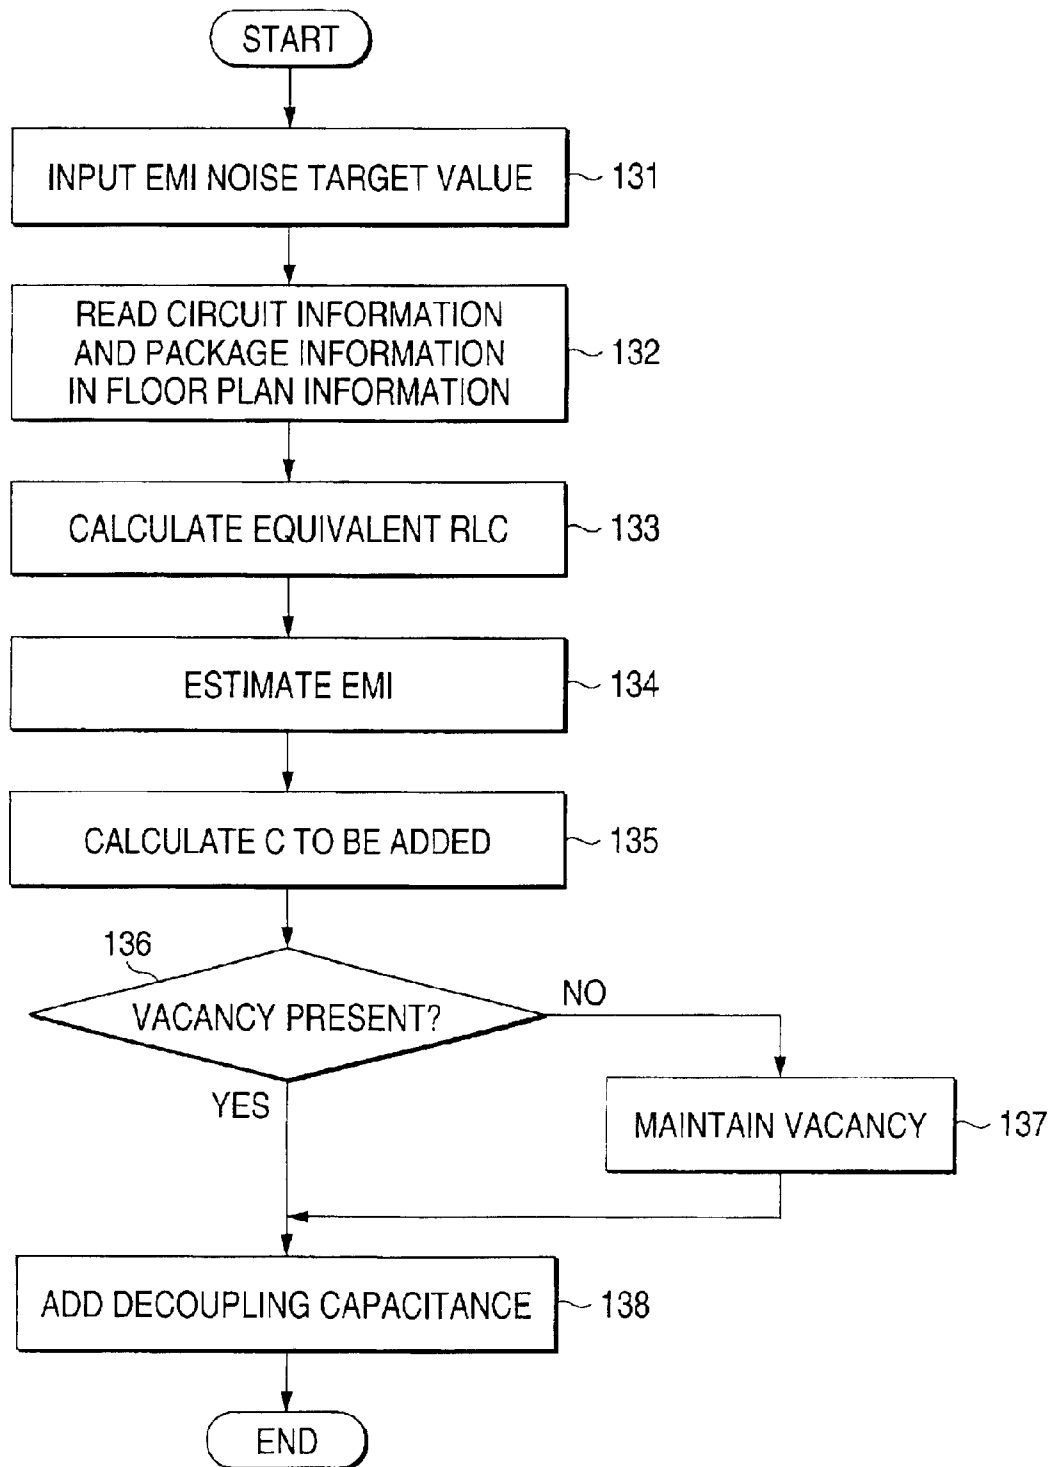 START
INPUT EMI NOISE TARGET VALUE
131
READ CIRCUIT INFORMATION
AND PACKAGE INFORMATION
IN FLOOR PLAN INFORMATION
132
CALCULATE EQUIVALENT RLC
133
ESTIMATE EMI
134
CALCULATE C TO BE ADDED
135
136
VACANCY PRESENT?
NO
YES
MAINTAIN VACANCY
137
ADD DECOUPLING CAPACITANCE
138
END